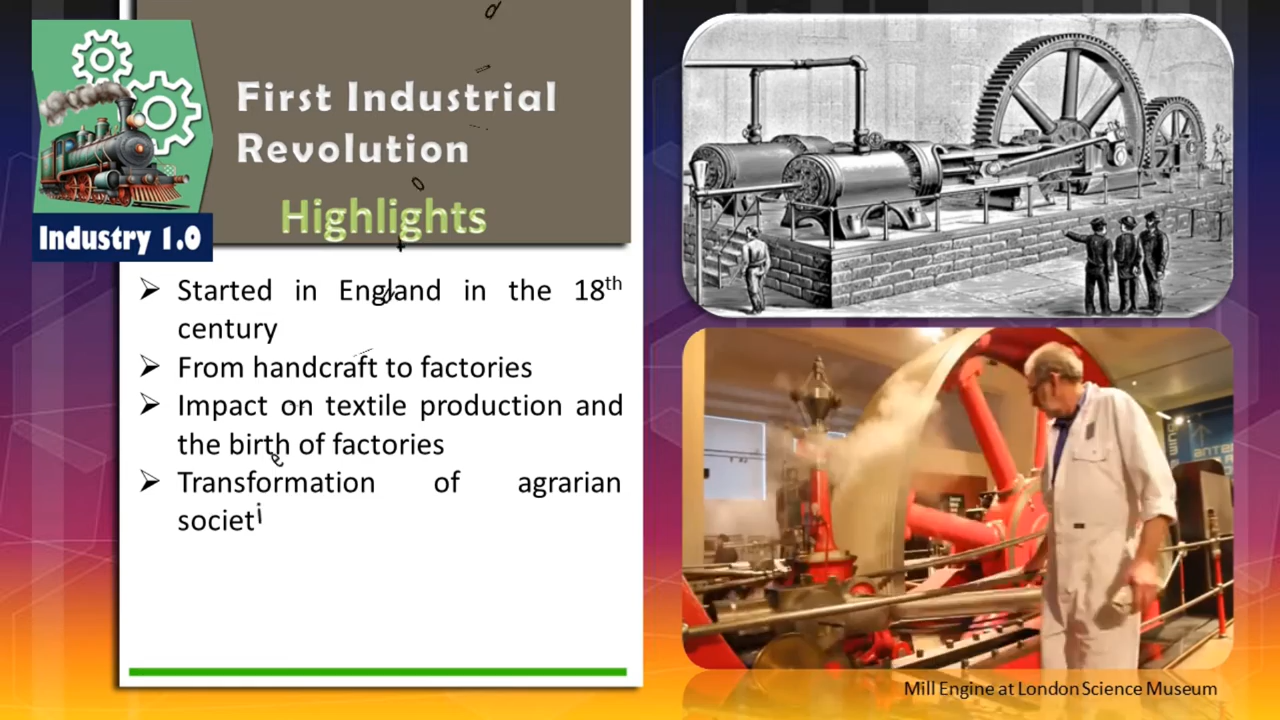 First Industrial
Revolution
Highlights
Industry 1.0
➢ Started in England in the 18th
century
➢ From handcraft to factories
➢ Impact on textile production and
the birth of factories
➢ Transformation of agrarian
societi
Mill Engine at London Science Museum